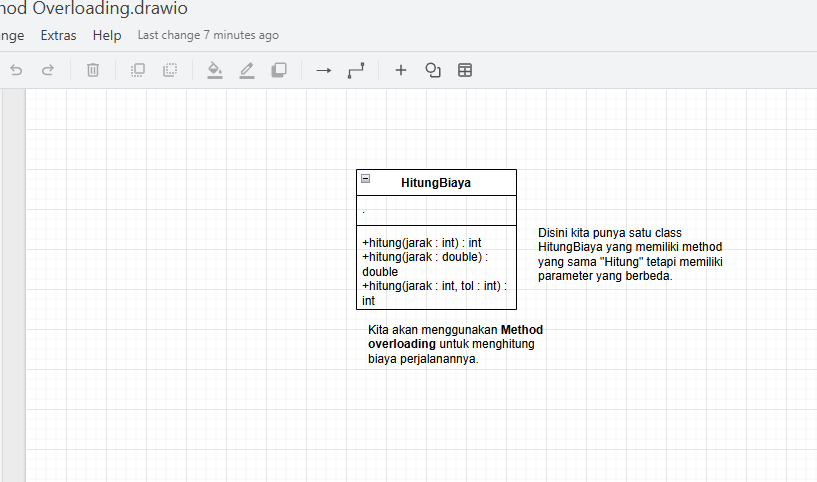 nod Overloading.drawio
nge Extras Help Last change 7 minutes ago
HitungBiaya
.
+hitung(jarak : int) : int
+hitung(jarak : double) :
double
+hitung(jarak : int, tol : int) :
int
Disini kita punya satu class
HitungBiaya yang memiliki method
yang sama "Hitung" tetapi memiliki
parameter yang berbeda.
Kita akan menggunakan Method
overloading untuk menghitung
biaya perjalanannya.